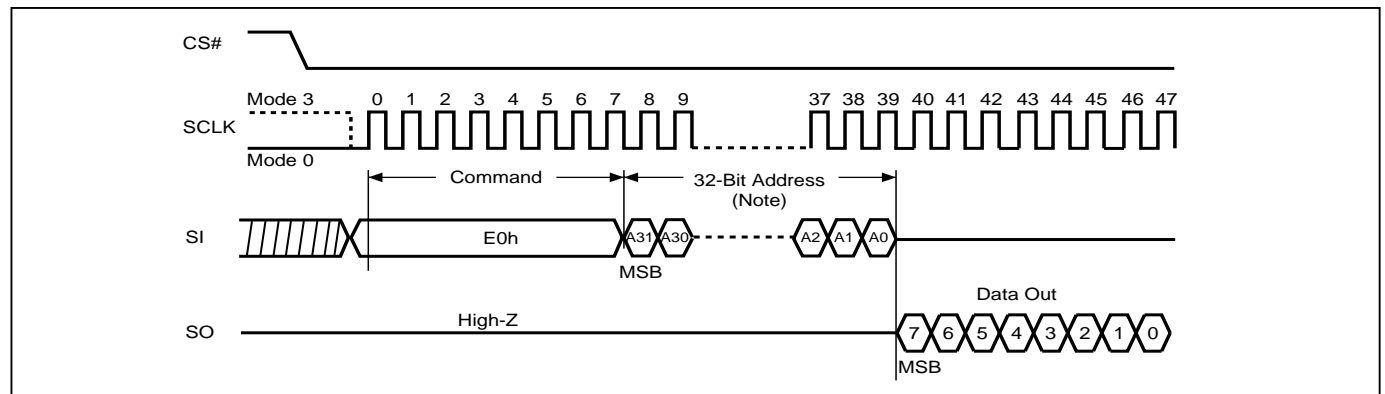 CS#
Mode 3
0 1 2 3 4 5 6 7 8 9 37 38 39 40 41 42 43 44 45 46 47
SCLK
Mode 0
Command
32-Bit Address
(Note)
SI
E0h
A31 A30 A2 A1 A0
MSB
Data Out
High-Z
SO
7 6 5 4 3 2 1 0
MSB